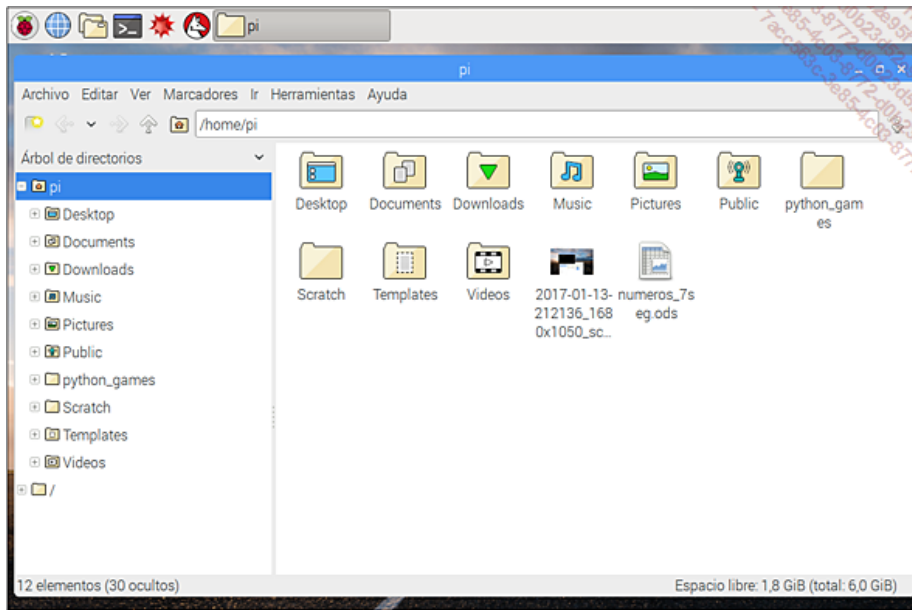 pi
pi
Archivo Editar Ver Marcadores Ir Herramientas Ayuda
/home/pi
Árbol de directorios
pi
Desktop
Documents
Downloads
Music
Pictures
Public
python_games
Scratch
Templates
Videos
/
Desktop Documents Downloads Music Pictures Public python_gam
es
Scratch Templates Videos 2017-01-13- numeros_7s
212136_168 eg.ods
0x1050_sc...
12 elementos (30 ocultos) Espacio libre: 1,8 GiB (total: 6,0 GiB)